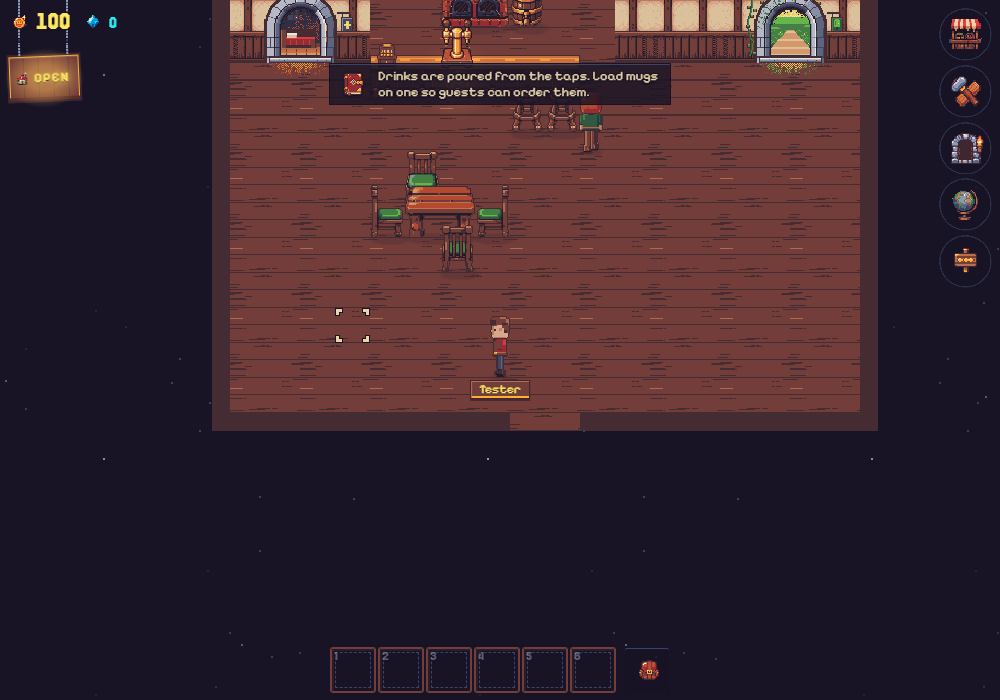 100
0
OPEN
Drinks are poured from the taps. Load mugs
on one so guests can order them.
Tester
1 2 3 4 5 6